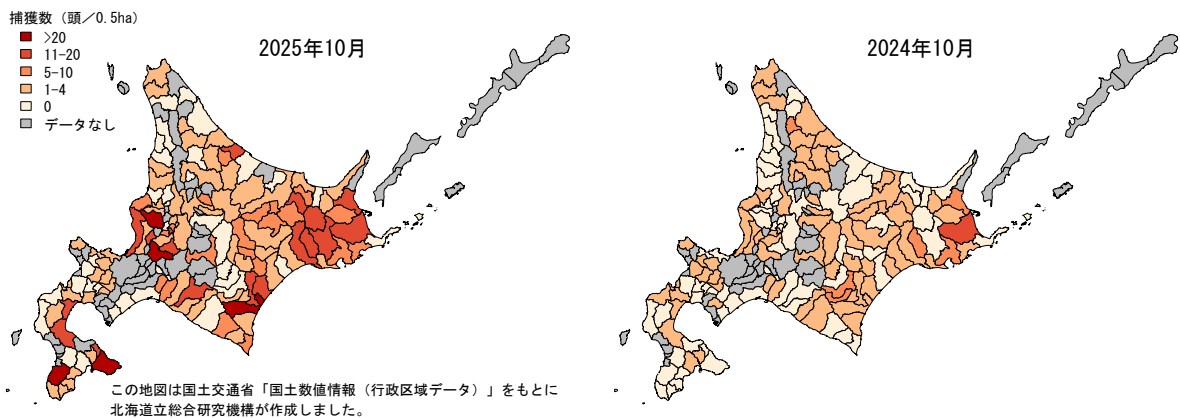 捕獲数（頭／0.5ha）
>20
11-20
5-10
1-4
0
データなし
2025年10月
2024年10月
この地図は国土交通省「国土数値情報（行政区域データ）」をもとに
北海道立総合研究機構が作成しました。